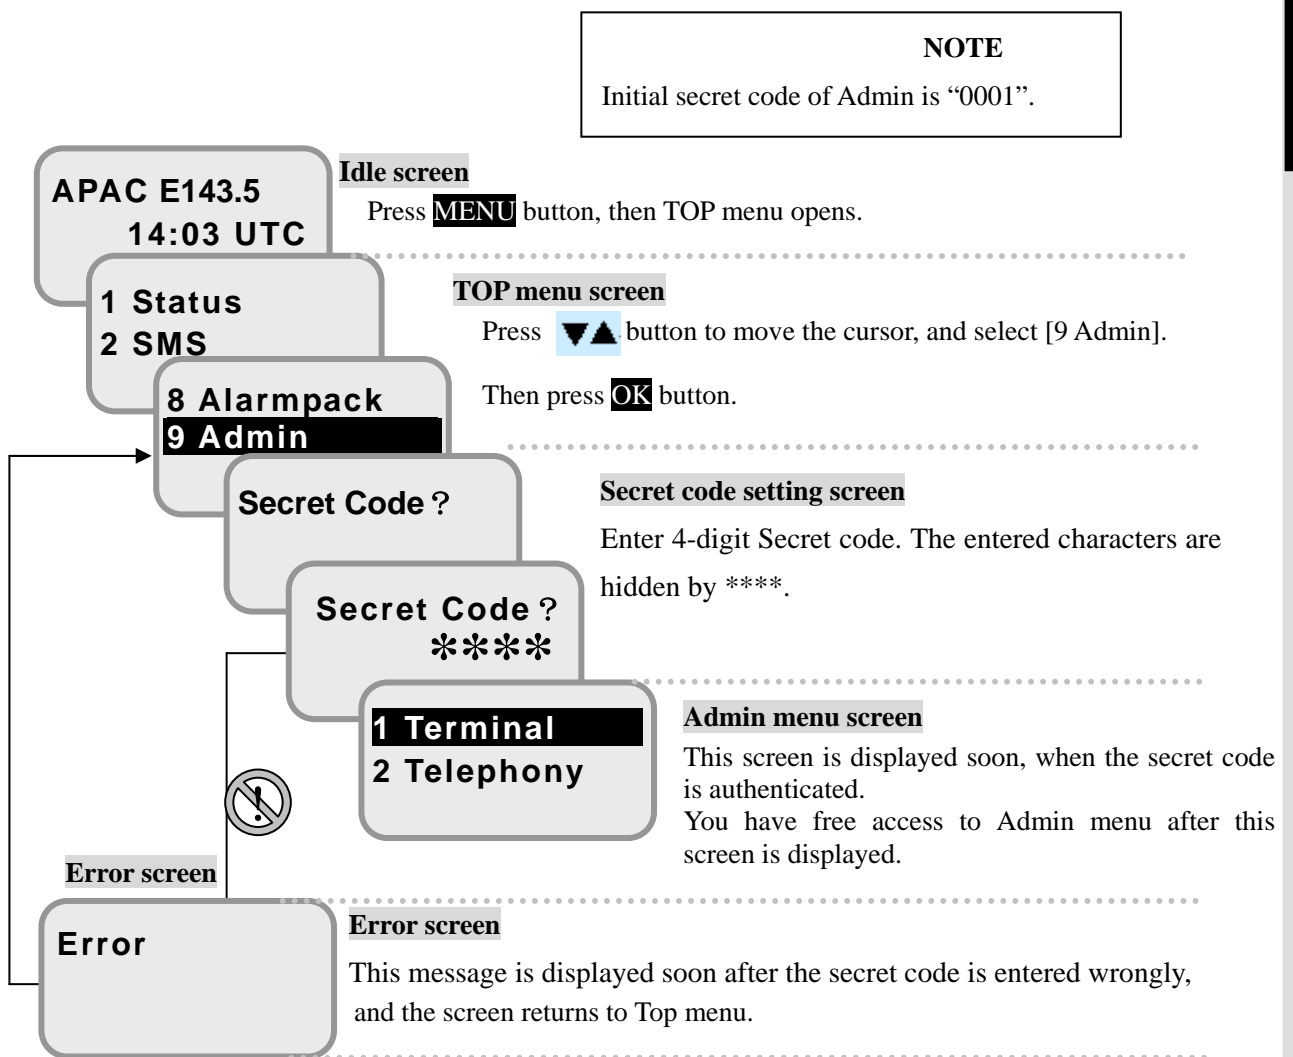 NOTE
Initial secret code of Admin is “0001”.
APAC E143.5
14:03 UTC
Idle screen
Press MENU button, then TOP menu opens.
1 Status
2 SMS
TOP menu screen
Press ▼▲ button to move the cursor, and select [9 Admin].
Then press OK button.
8 Alarmpack
9 Admin
Secret Code？
Secret code setting screen
Enter 4-digit Secret code. The entered characters are
hidden by ****.
Secret Code？
****
1 Terminal
2 Telephony
Admin menu screen
This screen is displayed soon, when the secret code
is authenticated.
You have free access to Admin menu after this
screen is displayed.
Error screen
Error
Error screen
This message is displayed soon after the secret code is entered wrongly,
and the screen returns to Top menu.